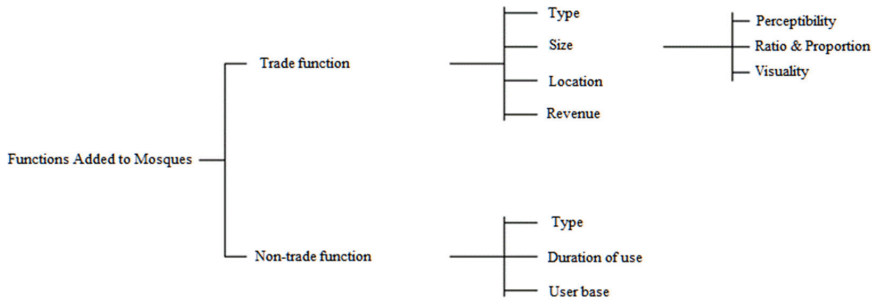 Functions Added to Mosques
Trade function
Type
Size
Location
Revenue
Perceptibility
Ratio & Proportion
Visuality
Non-trade function
Type
Duration of use
User base